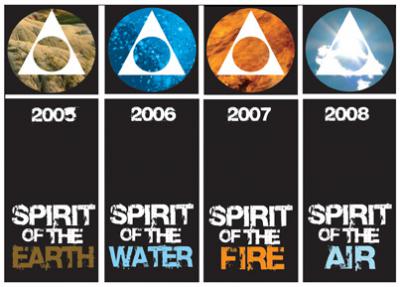 2005
SPIRIT
OF THE
EARTH
2006
SPIRIT
OF THE
WATER
2007
SPIRIT
OF THE
FIRE
2008
SPIRIT
OF THE
AIR